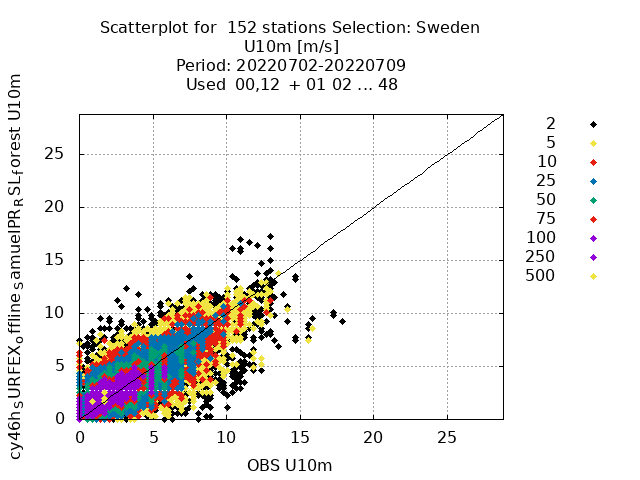 Scatterplot for 152 stations Selection: Sweden
U10m [m/s]
Period: 20220702-20220709
Used 00,12 + 01 02 ... 48
cy46h_SURFEX_offline_samuelPR_RSL_forest U10m
25
20
15
10
5
0
0 5 10 15 20 25
OBS U10m
2
5
10
25
50
75
100
250
500